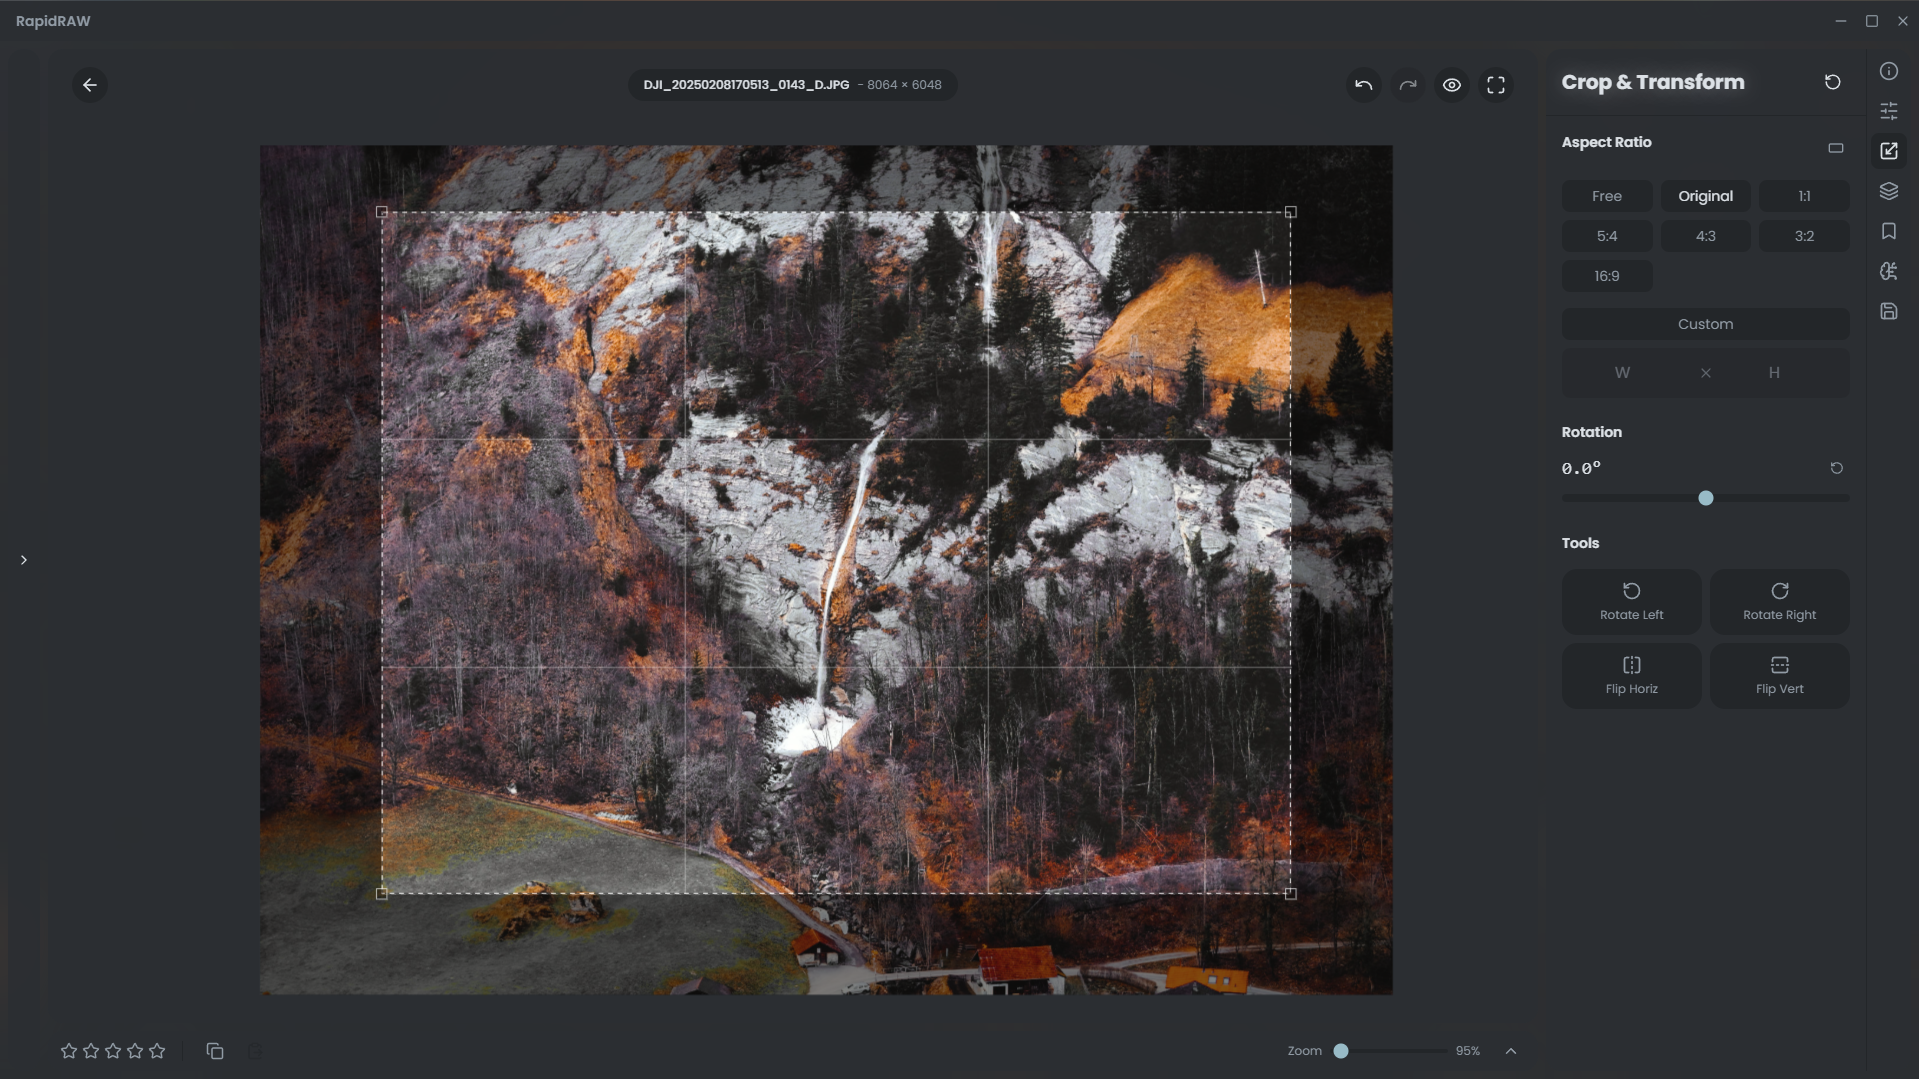 RapidRAW
DJI_20250208170513_0143_D.JPG - 8064 × 6048
Crop & Transform
Aspect Ratio
Free Original 1:1
5:4 4:3 3:2
16:9
Custom
W × H
Rotation
0.0°
Tools
Rotate Left Rotate Right
Flip Horiz Flip Vert
Zoom 95%